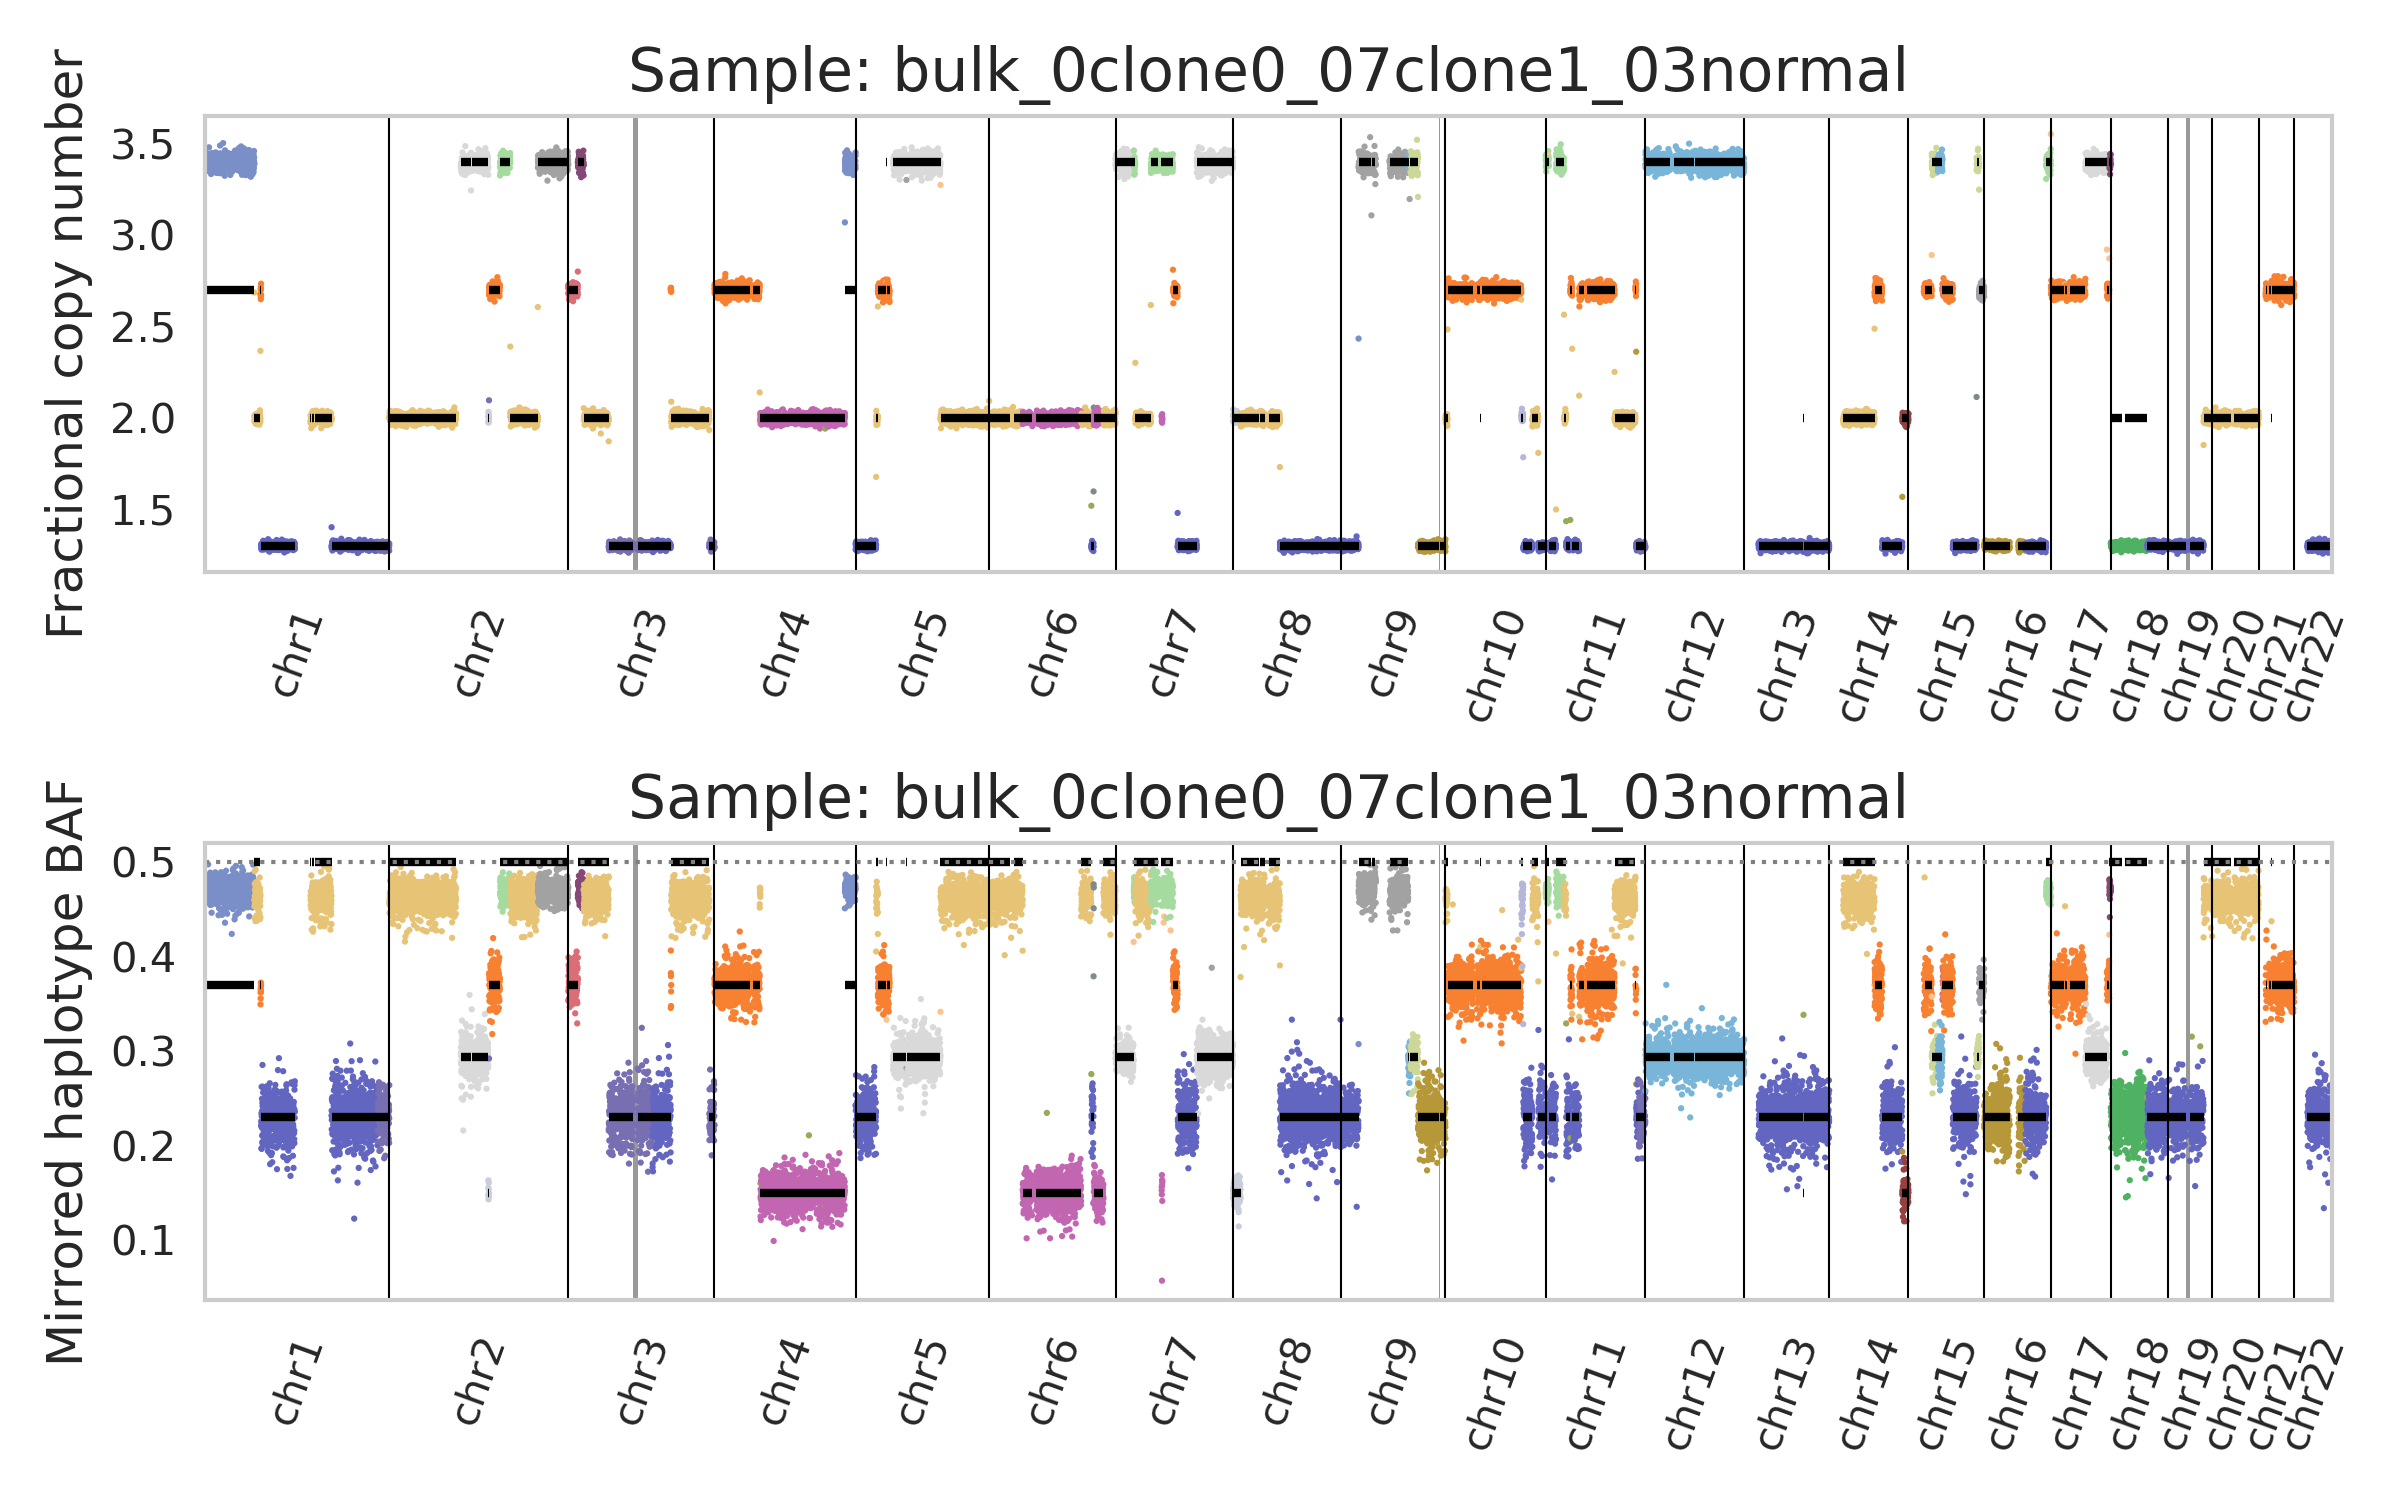 Sample: bulk_0clone0_07clone1_03normal
Fractional copy number
3.5
3.0
2.5
2.0
1.5
chr1
chr2
chr3
chr4
chr5
chr6
chr7
chr8
chr9
chr10
chr11
chr12
chr13
chr14
chr15
chr16
chr17
chr18
chr19
chr20
chr21
chr22
Sample: bulk_0clone0_07clone1_03normal
Mirrored haplotype BAF
0.5
0.4
0.3
0.2
0.1
chr1
chr2
chr3
chr4
chr5
chr6
chr7
chr8
chr9
chr10
chr11
chr12
chr13
chr14
chr15
chr16
chr17
chr18
chr19
chr20
chr21
chr22